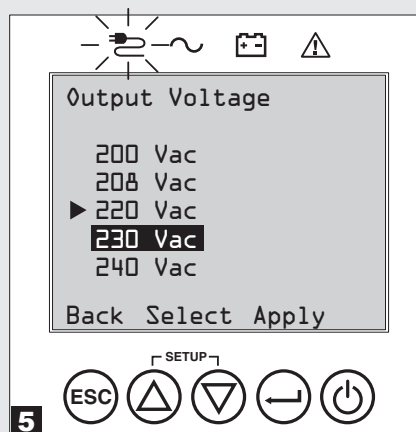 Output Voltage
200 Vac
208 Vac
220 Vac
230 Vac
240 Vac
Back Select Apply
SETUP
ESC
5